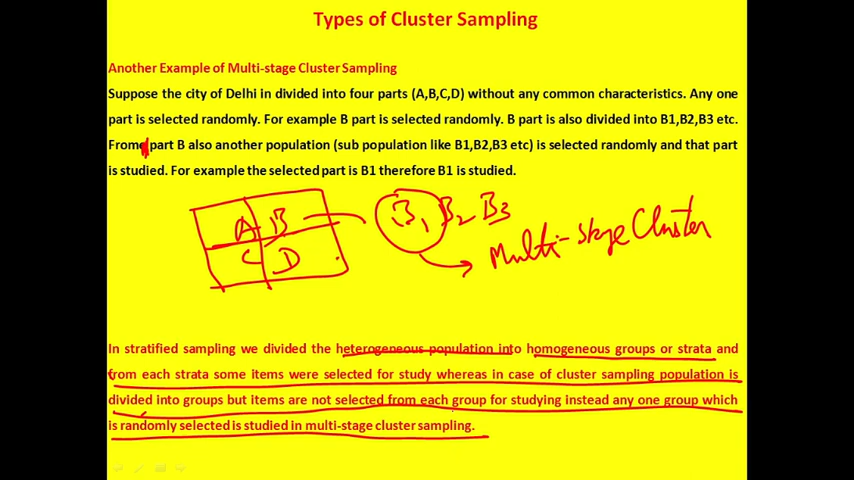 Types of Cluster Sampling
Another Example of Multi-stage Cluster Sampling
Suppose the city of Delhi in divided into four parts (A,B,C,D) without any common characteristics. Any one
part is selected randomly. For example B part is selected randomly. B part is also divided into B1,B2,B3 etc.
From part B also another population (sub population like B1,B2,B3 etc) is selected randomly and that part
is studied. For example the selected part is B1 therefore B1 is studied.
A B B1 B2 B3
C D Multi-stage Cluster
In stratified sampling we divided the heterogeneous population into homogeneous groups or strata and
from each strata some items were selected for study whereas in case of cluster sampling population is
divided into groups but items are not selected from each group for studying instead any one group which
is randomly selected is studied in multi-stage cluster sampling.